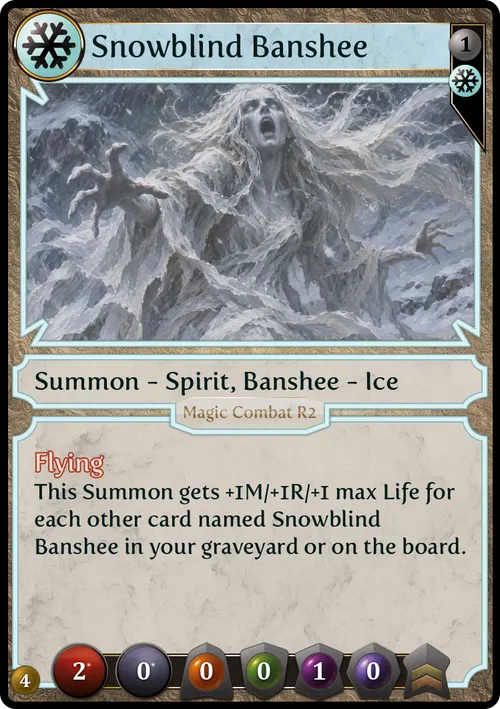 Snowblind Banshee
1
Summon - Spirit, Banshee - Ice
Magic Combat R2
Flying
This Summon gets +1M/+1R/+1 max Life for
each other card named Snowblind
Banshee in your graveyard or on the board.
4 2* 0* 0 0 1 0